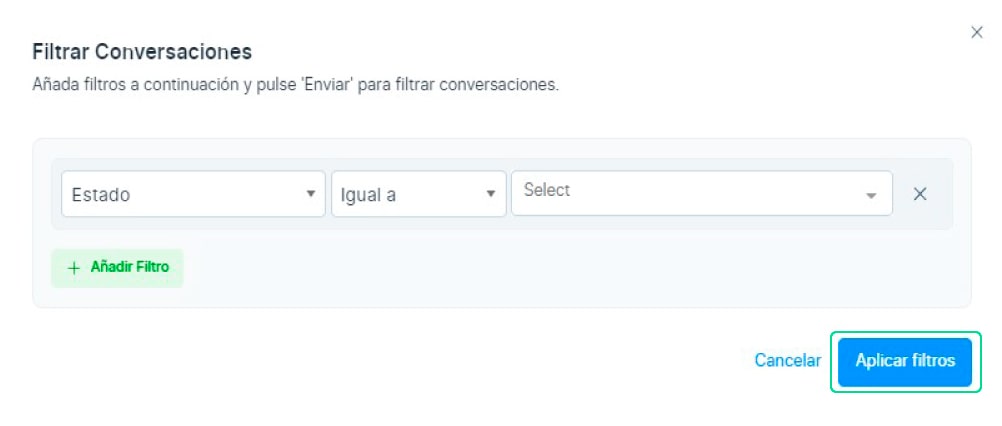 Filtrar Conversaciones
Añada filtros a continuación y pulse 'Enviar' para filtrar conversaciones.
Estado Igual a Select
+ Añadir Filtro
Cancelar Aplicar filtros